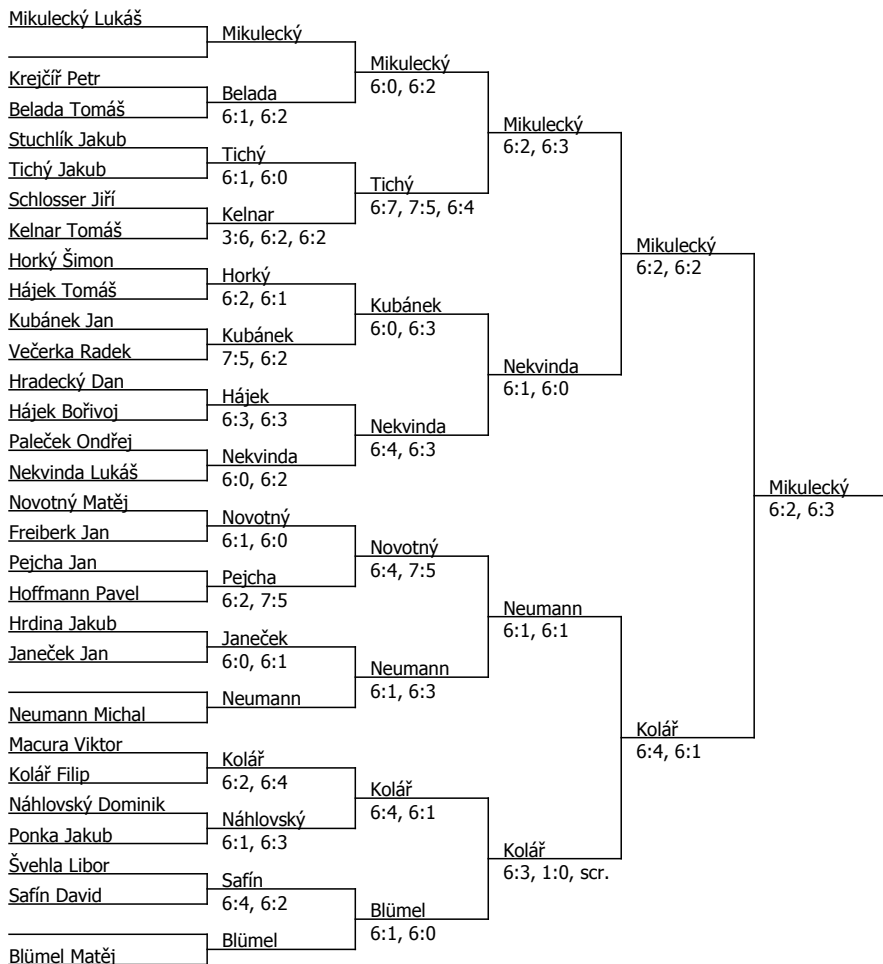 Mikulecký Lukáš
Mikulecký
Mikulecký
6:0, 6:2
Krejčíř Petr
Belada
6:1, 6:2
Belada Tomáš
Mikulecký
6:2, 6:3
Stuchlík Jakub
Tichý
6:1, 6:0
Tichý Jakub
Tichý
6:7, 7:5, 6:4
Schlosser Jiří
Kelnar
3:6, 6:2, 6:2
Kelnar Tomáš
Mikulecký
6:2, 6:2
Horký Šimon
Horký
6:2, 6:1
Hájek Tomáš
Kubánek
6:0, 6:3
Kubánek Jan
Kubánek
7:5, 6:2
Večerka Radek
Nekvinda
6:1, 6:0
Hradecký Dan
Hájek
6:3, 6:3
Hájek Bořivoj
Nekvinda
6:4, 6:3
Paleček Ondřej
Nekvinda
6:0, 6:2
Nekvinda Lukáš
Mikulecký
6:2, 6:3
Novotný Matěj
Novotný
6:1, 6:0
Freiberk Jan
Novotný
6:4, 7:5
Pejcha Jan
Pejcha
6:2, 7:5
Hoffmann Pavel
Neumann
6:1, 6:1
Hrdina Jakub
Janeček
6:0, 6:1
Janeček Jan
Neumann
6:1, 6:3
Neumann
Neumann Michal
Kolář
6:4, 6:1
Macura Viktor
Kolář
6:2, 6:4
Kolář Filip
Kolář
6:4, 6:1
Náhlovský Dominik
Náhlovský
6:1, 6:3
Ponka Jakub
Kolář
6:3, 1:0, scr.
Švehla Libor
Safín
6:4, 6:2
Safín David
Blümel
6:1, 6:0
Blümel
Blümel Matěj